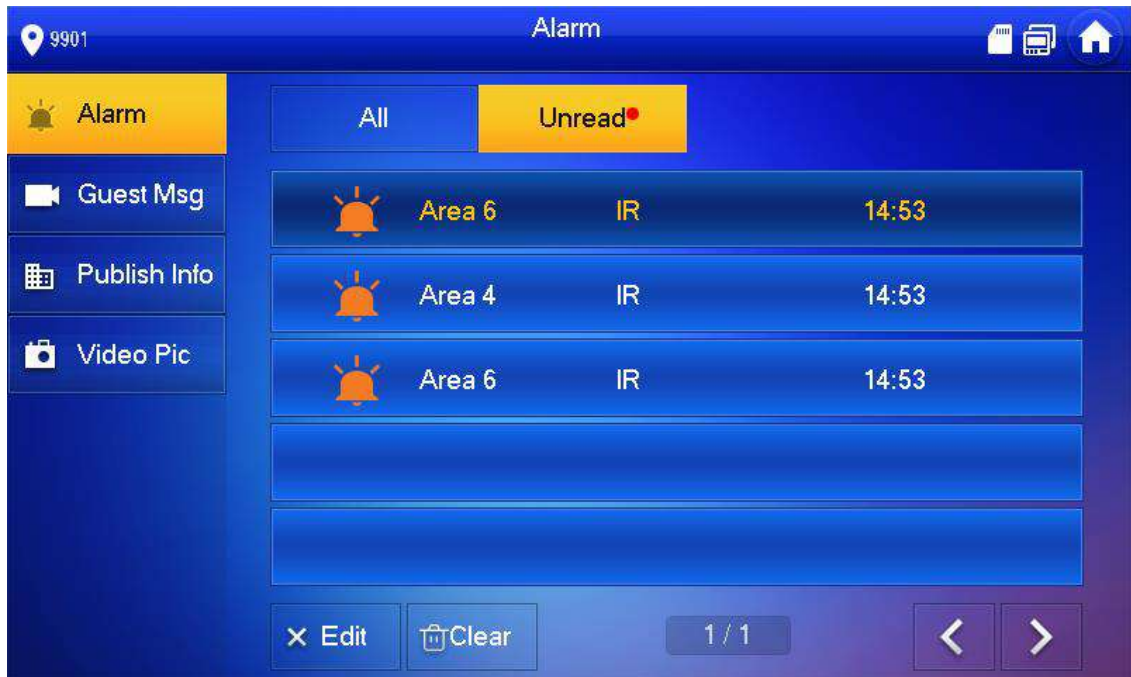 9901
Alarm
Alarm
Guest Msg
Publish Info
Video Pic
All
Unread
Area 6 IR 14:53
Area 4 IR 14:53
Area 6 IR 14:53
Edit
Clear
1 / 1